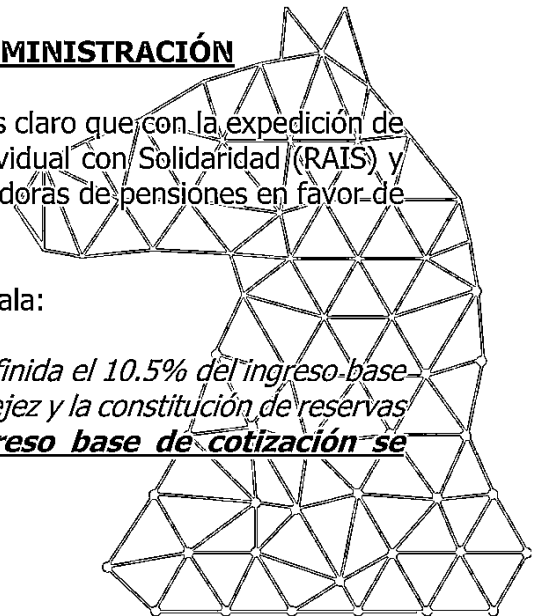 MINISTRACIÓN
s claro que con la expedición de
vidual con Solidaridad (RAIS) y
doras de pensiones en favor de
ala:
finida el 10.5% del ingreso base
ejez y la constitución de reservas
greso base de cotización se